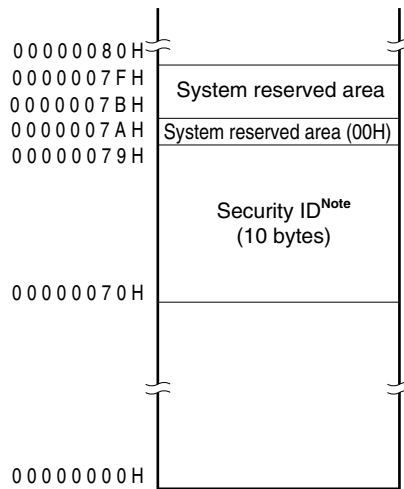 00000080H
0000007FH
System reserved area
0000007BH
0000007AH
System reserved area (00H)
00000079H
Security ID^Note
(10 bytes)
00000070H
00000000H